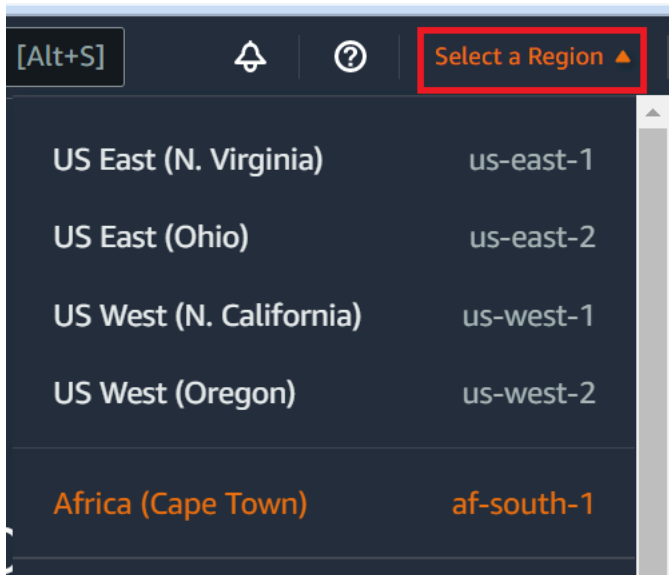 [Alt+S] Select a Region
US East (N. Virginia) us-east-1
US East (Ohio) us-east-2
US West (N. California) us-west-1
US West (Oregon) us-west-2
Africa (Cape Town) af-south-1